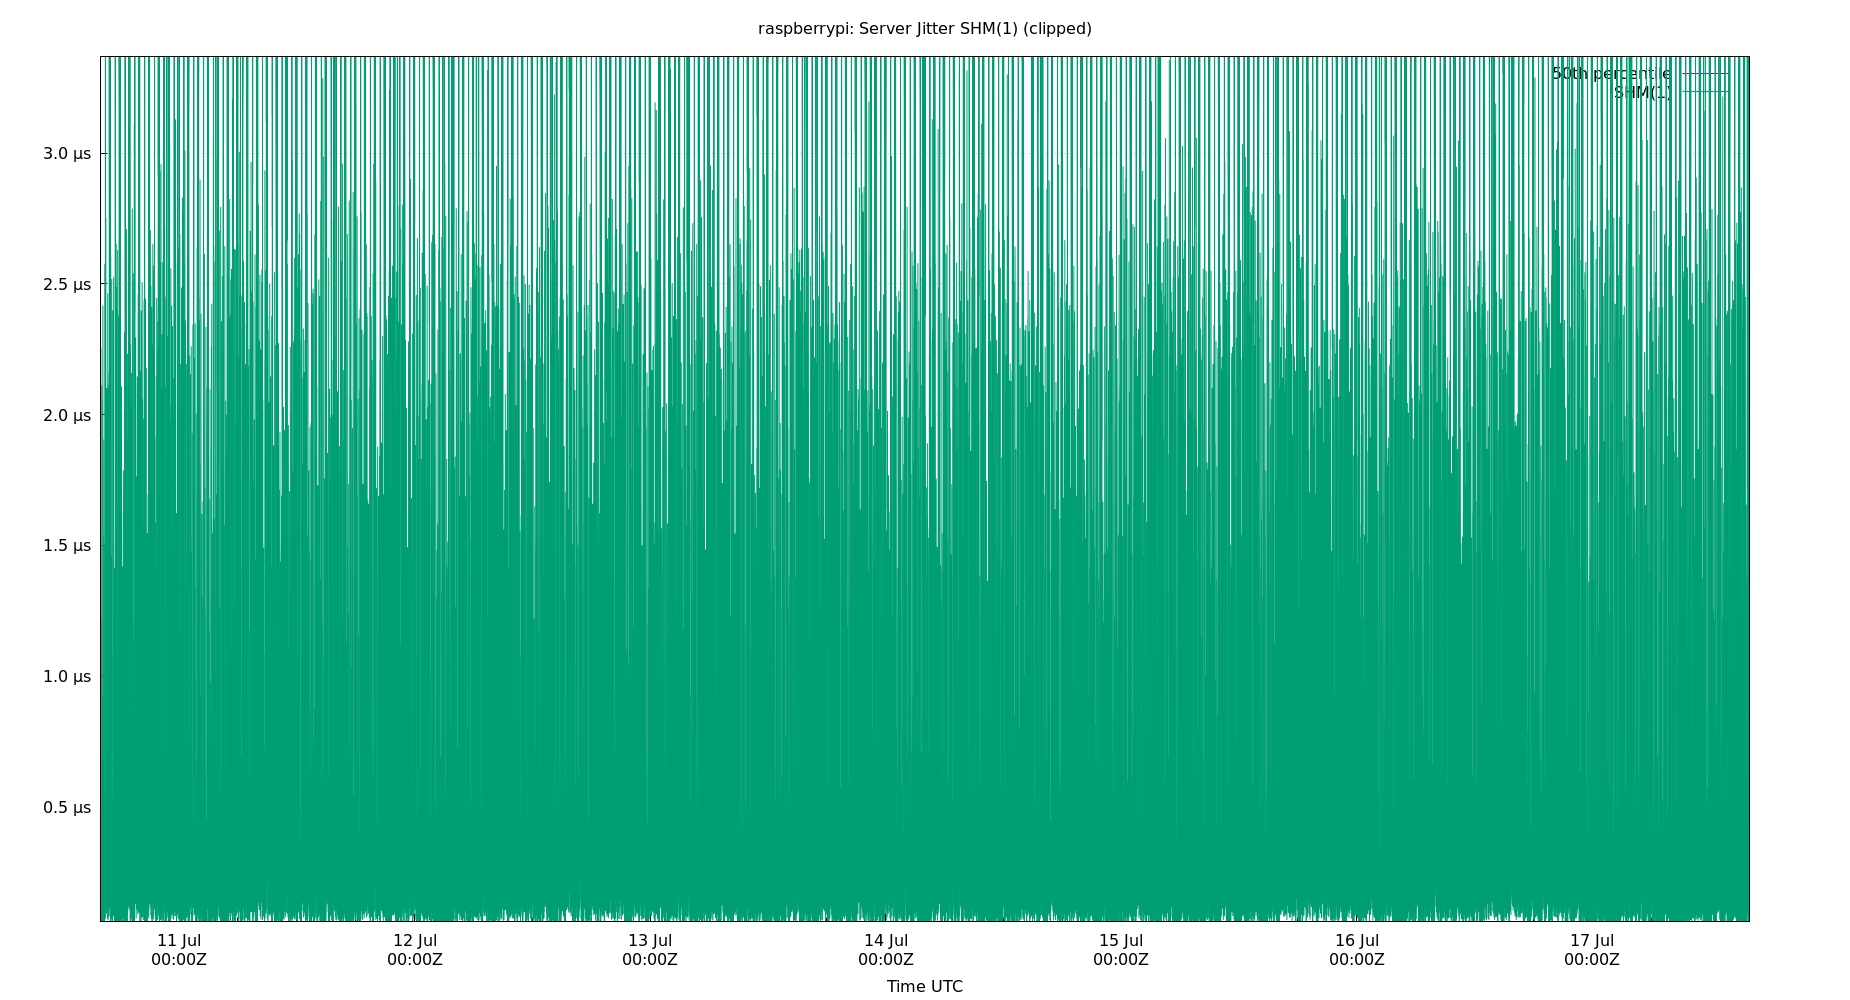 raspberrypi: Server Jitter SHM(1) (clipped)
50th percentile
SHM(1)
3.0 µs
2.5 µs
2.0 µs
1.5 µs
1.0 µs
0.5 µs
11 Jul 12 Jul 13 Jul 14 Jul 15 Jul 16 Jul 17 Jul
00:00Z 00:00Z 00:00Z 00:00Z 00:00Z 00:00Z 00:00Z
Time UTC